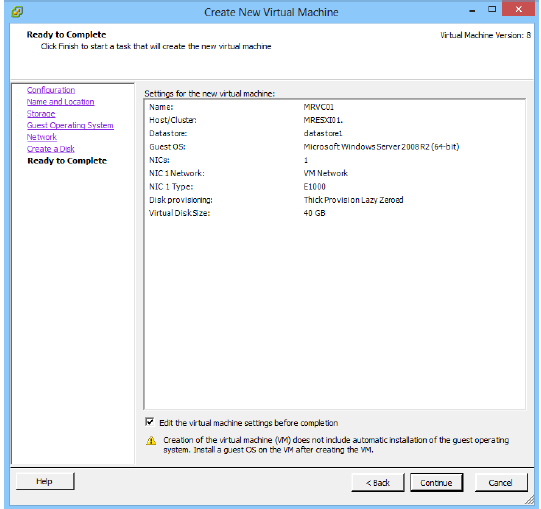 Create New Virtual Machine
Ready to Complete
Click Finish to start a task that will create the new virtual machine
Virtual Machine Version: 8
Configuration
Name and Location
Storage
Guest Operating System
Network
Create a Disk
Ready to Complete
Settings for the new virtual machine:
Name: MRVC01
Host/Cluster: MRESXI01.
Datastore: datastore1
Guest OS: Microsoft Windows Server 2008 R2 (64-bit)
NICs: 1
NIC 1 Network: VM Network
NIC 1 Type: E1000
Disk provisioning: Thick Provision Lazy Zeroed
Virtual Disk Size: 40 GB
Edit the virtual machine settings before completion
Creation of the virtual machine (VM) does not include automatic installation of the guest operating
system. Install a guest OS on the VM after creating the VM.
Help
< Back
Continue
Cancel